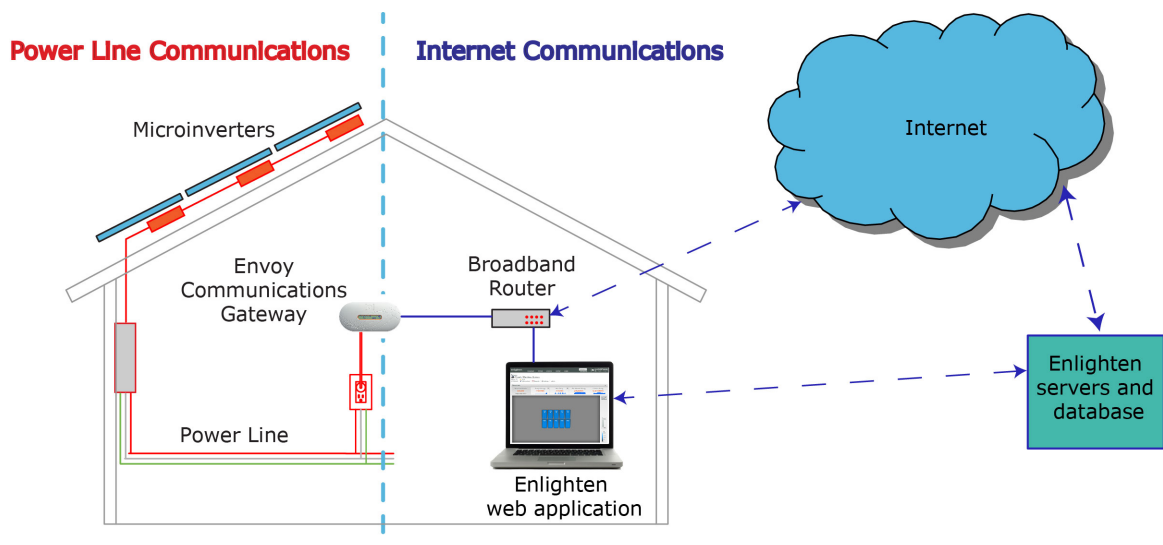 Power Line Communications
Internet Communications
Microinverters
Internet
Envoy
Communications
Gateway
Broadband
Router
Enlighten
servers and
database
Power Line
Enlighten
web application